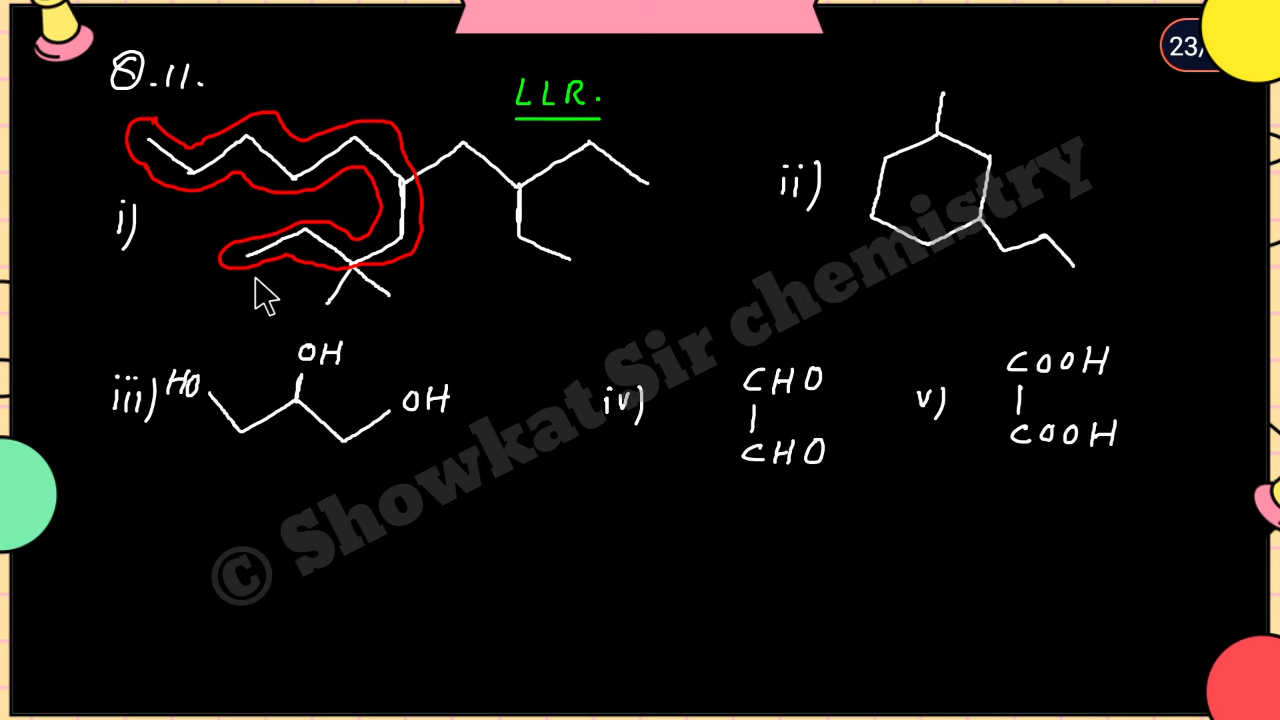 23/
Q.11.
LLR.
i)
ii)
iii) HO
OH
OH
iv)
CHO
CHO
v)
COOH
COOH
© Showkat Sir chemistry